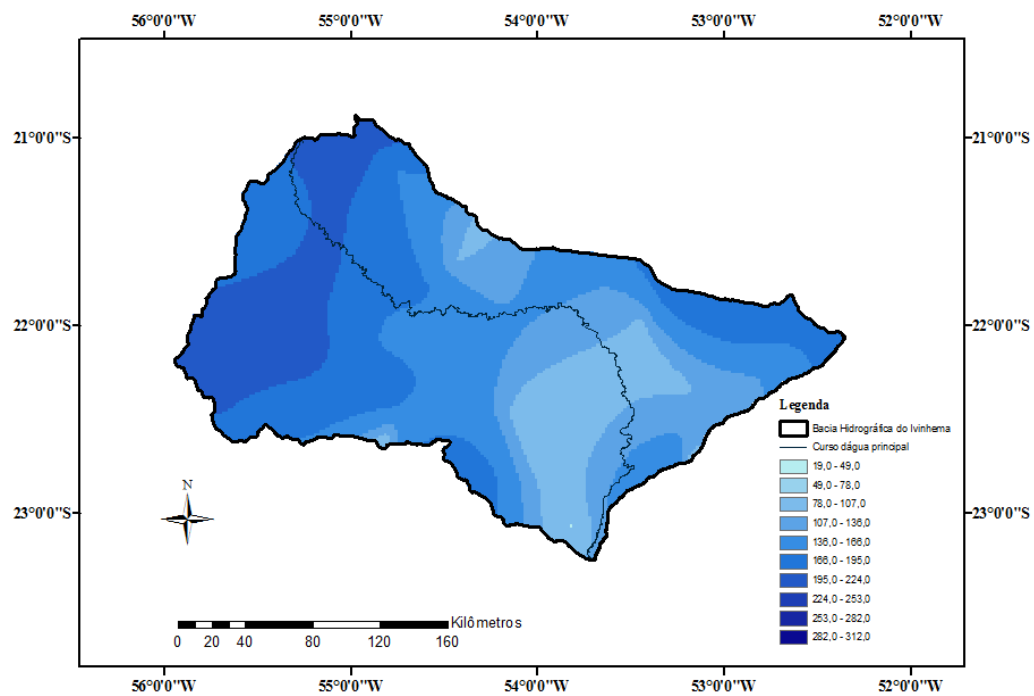 56°0'0"W 55°0'0"W 54°0'0"W 53°0'0"W 52°0'0"W
21°0'0"S 21°0'0"S
22°0'0"S 22°0'0"S
23°0'0"S 23°0'0"S
Legenda
Bacia Hidrográfica do Ivinhema
Curso dágua principal
19,0 - 49,0
49,0 - 78,0
78,0 - 107,0
107,0 - 136,0
136,0 - 166,0
166,0 - 195,0
195,0 - 224,0
224,0 - 253,0
253,0 - 282,0
282,0 - 312,0
N
Kilômetros
0 20 40 80 120 160
56°0'0"W 55°0'0"W 54°0'0"W 53°0'0"W 52°0'0"W